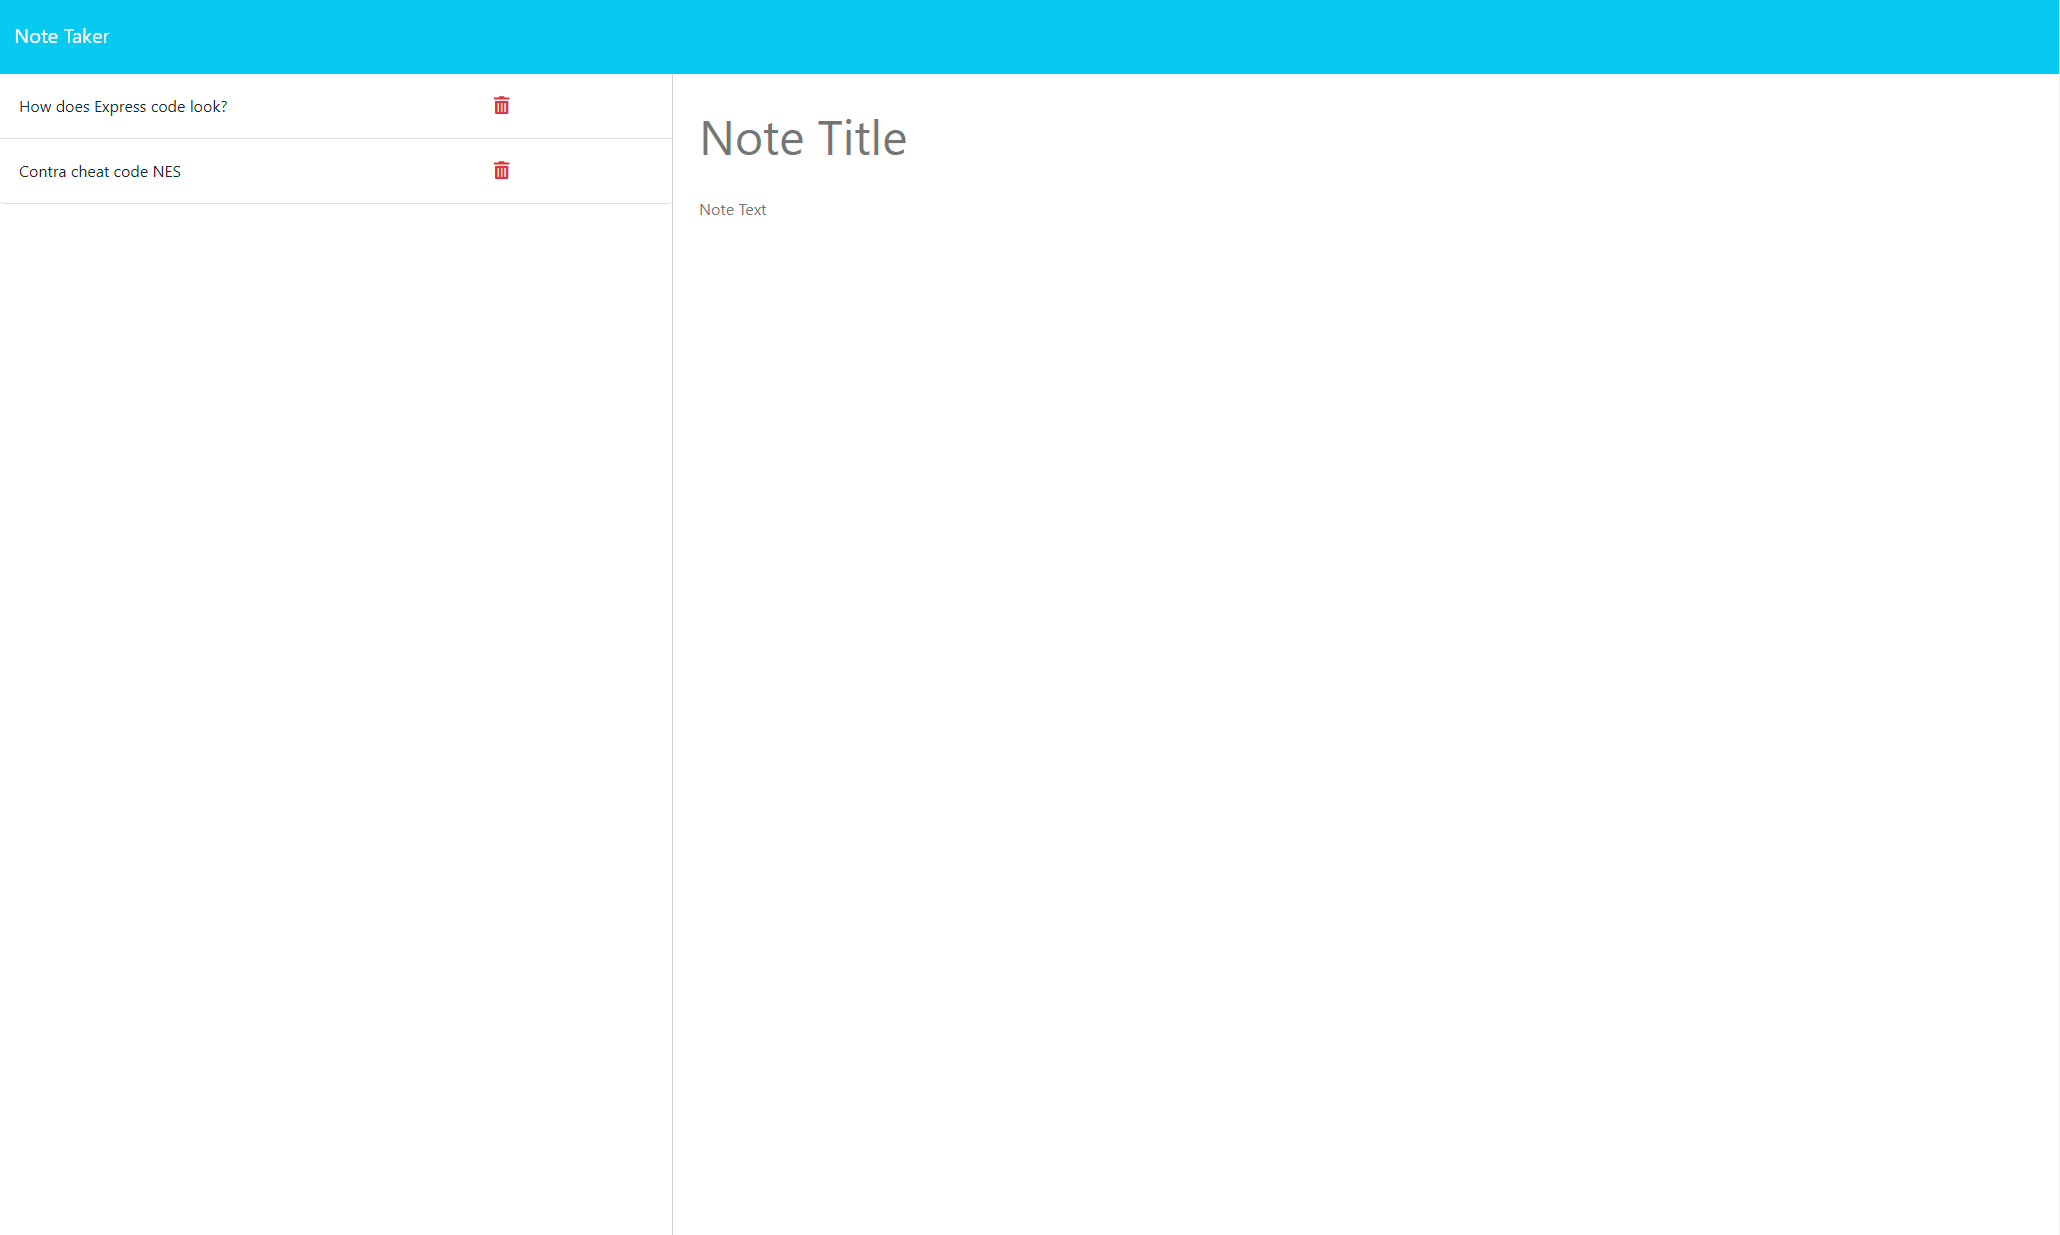 Note Taker
How does Express code look?
Contra cheat code NES
Note Title
Note Text